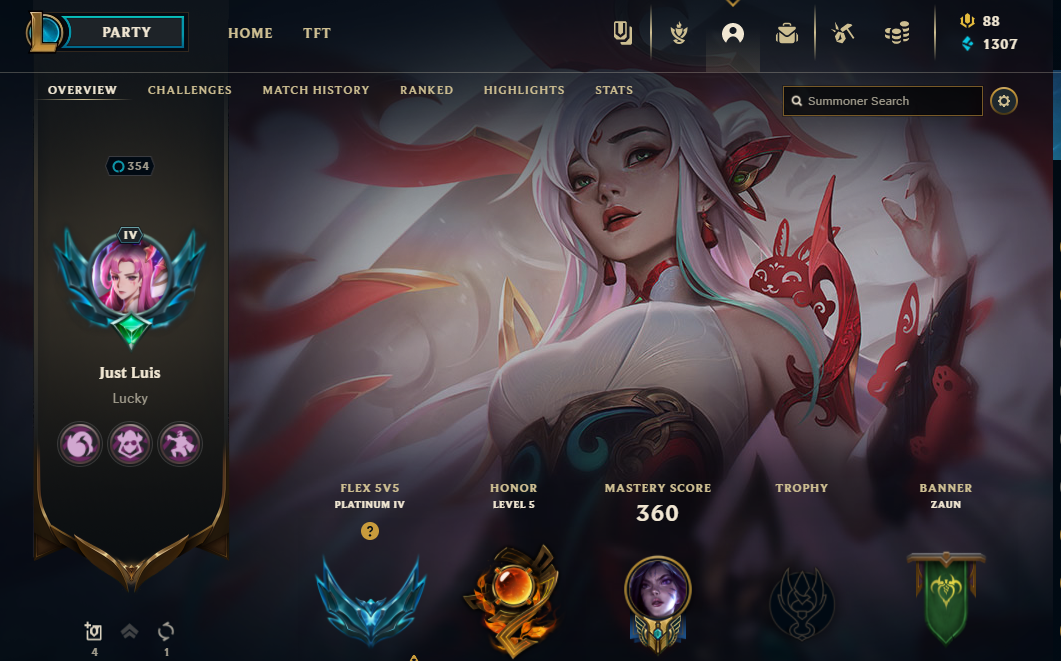 PARTY
HOME
TFT
88
1307
OVERVIEW
CHALLENGES
MATCH HISTORY
RANKED
HIGHLIGHTS
STATS
Summoner Search
354
IV
Just Luis
Lucky
FLEX 5V5
PLATINUM IV
?
HONOR
LEVEL 5
MASTERY SCORE
360
TROPHY
BANNER
ZAUN
4
1